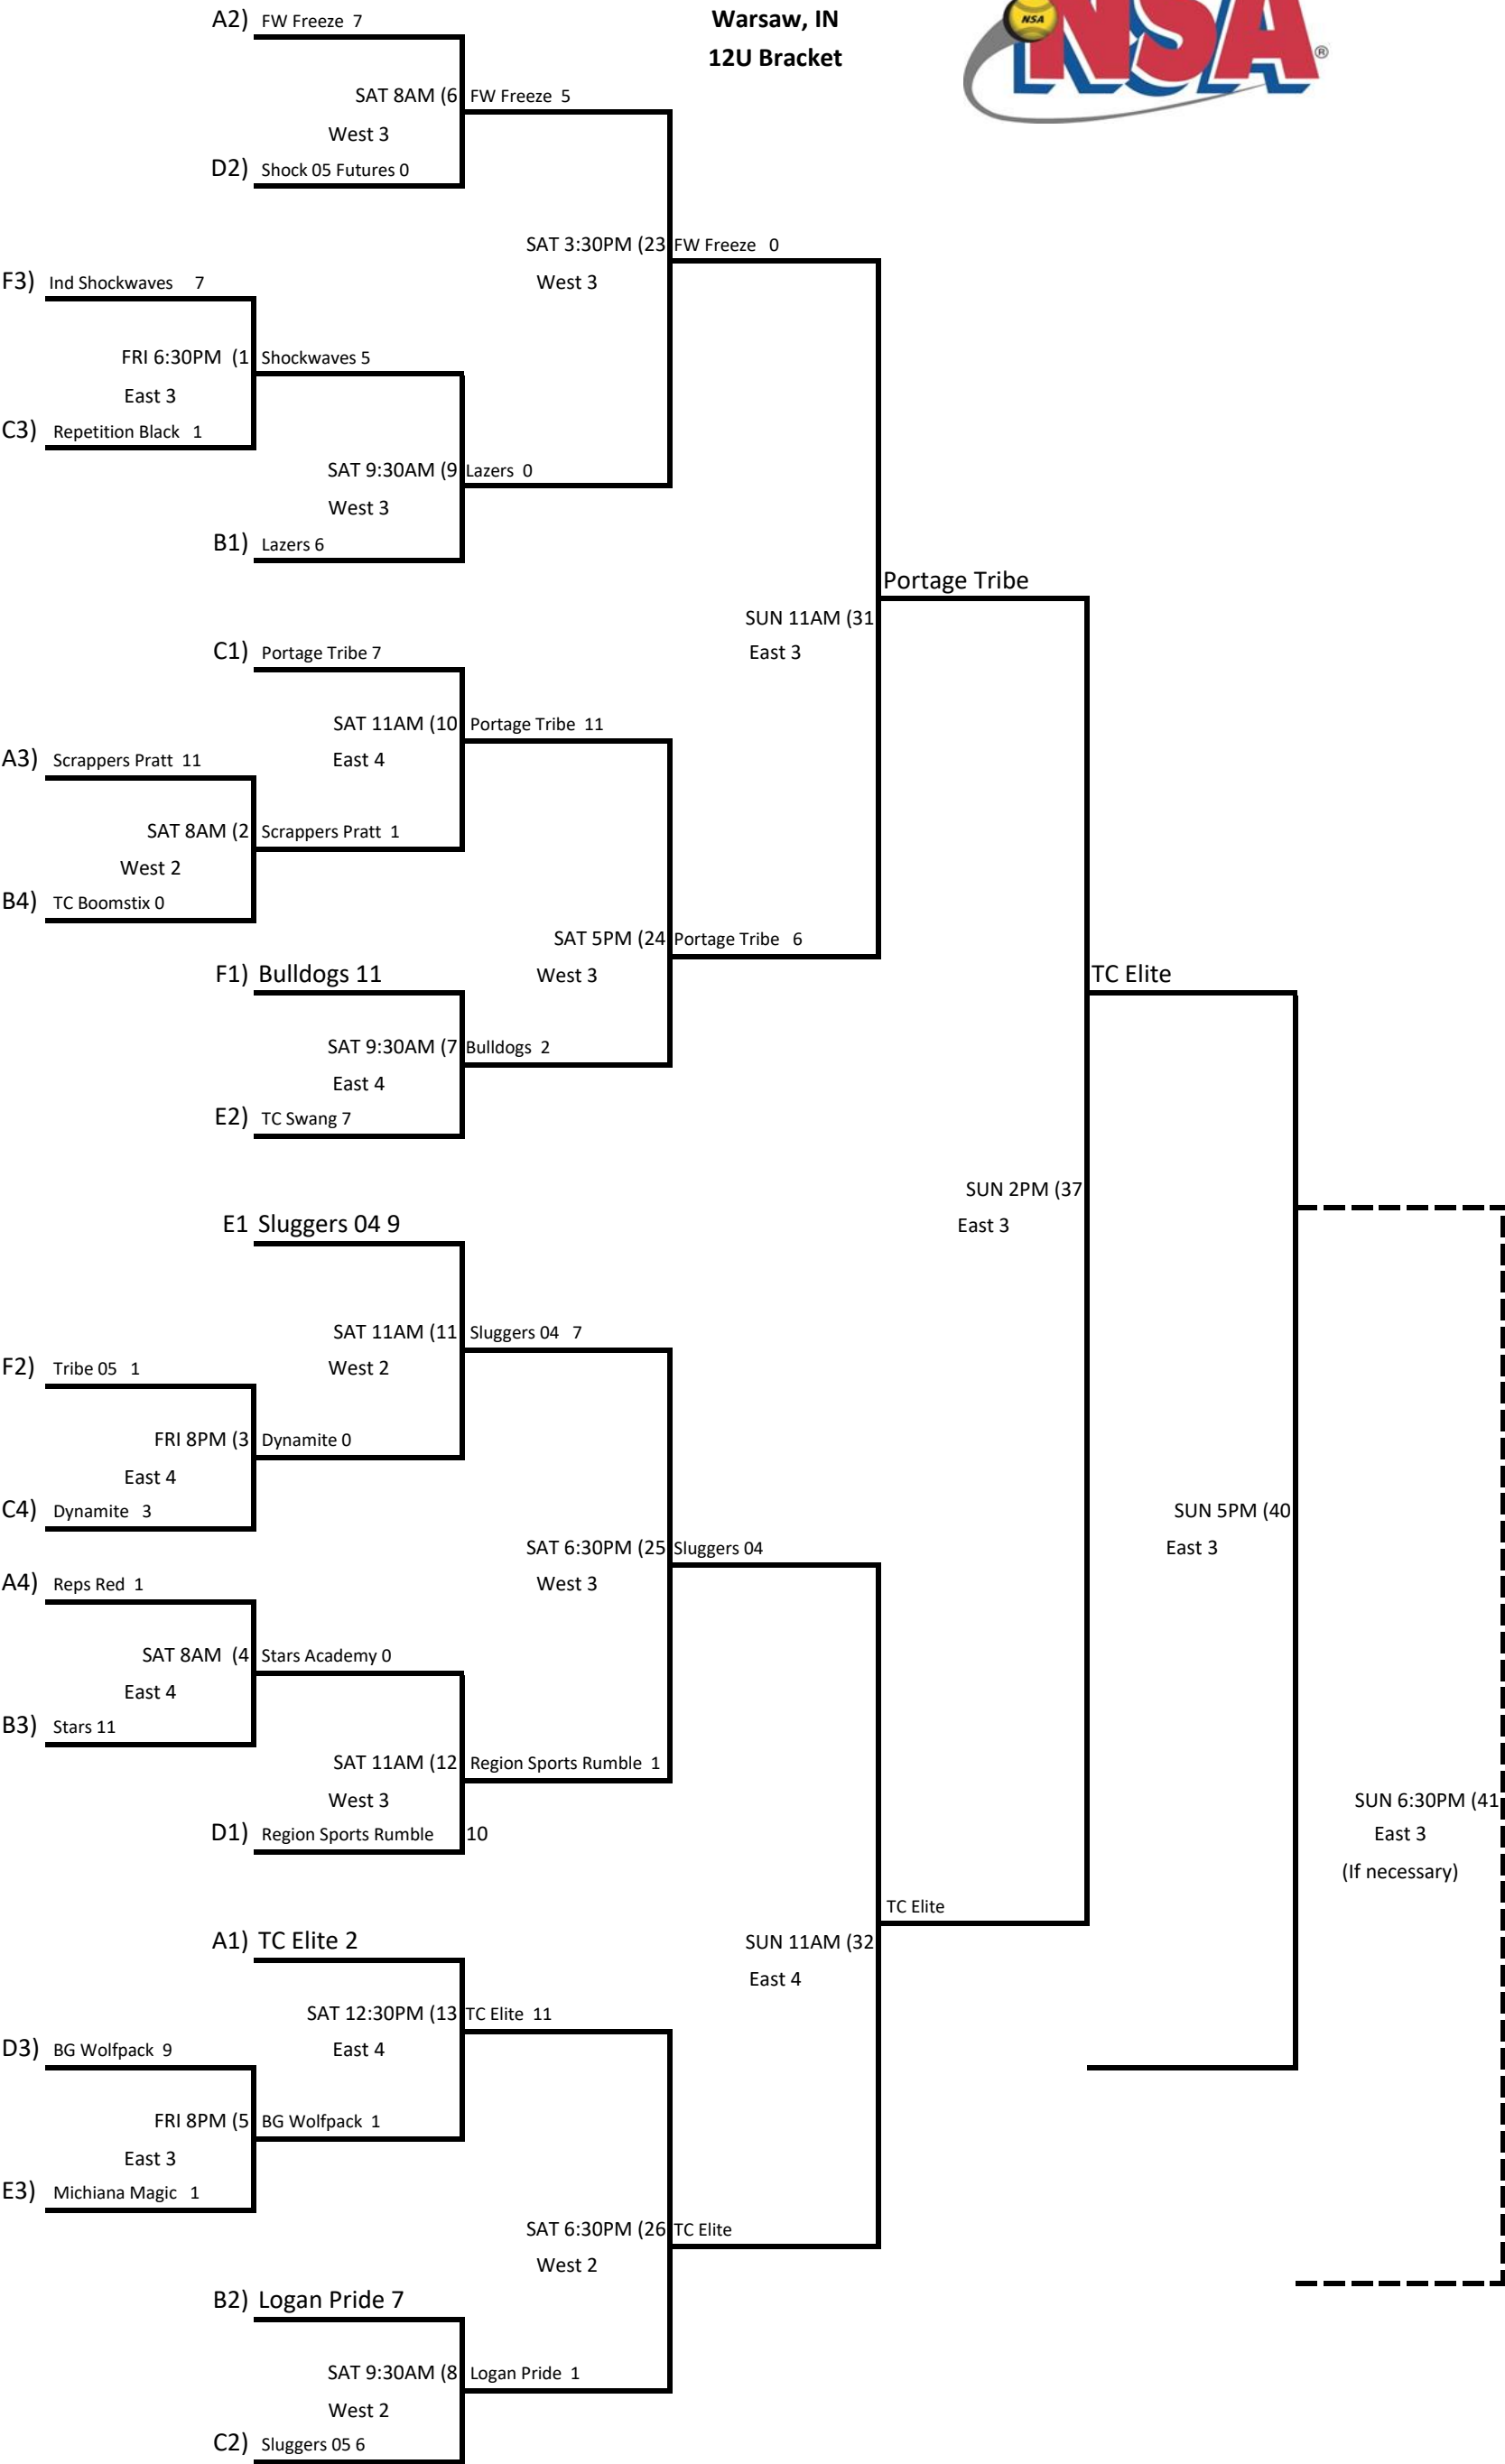 A2) FW Freeze 7
Warsaw, IN
12U Bracket
NSA
NSA®
SAT 8AM (6 FW Freeze 5
West 3
D2) Shock 05 Futures 0
SAT 3:30PM (23 FW Freeze 0
West 3
F3) Ind Shockwaves 7
FRI 6:30PM (1 Shockwaves 5
East 3
C3) Repetition Black 1
SAT 9:30AM (9 Lazers 0
West 3
B1) Lazers 6
Portage Tribe
SUN 11AM (31
East 3
C1) Portage Tribe 7
SAT 11AM (10 Portage Tribe 11
East 4
A3) Scrappers Pratt 11
SAT 8AM (2 Scrappers Pratt 1
West 2
B4) TC Boomstix 0
SAT 5PM (24 Portage Tribe 6
West 3
F1) Bulldogs 11
TC Elite
SAT 9:30AM (7 Bulldogs 2
East 4
E2) TC Swang 7
SUN 2PM (37
East 3
E1 Sluggers 04 9
SAT 11AM (11 Sluggers 04 7
West 2
F2) Tribe 05 1
FRI 8PM (3 Dynamite 0
East 4
C4) Dynamite 3
SUN 5PM (40
East 3
SAT 6:30PM (25 Sluggers 04
West 3
A4) Reps Red 1
SAT 8AM (4 Stars Academy 0
East 4
B3) Stars 11
SAT 11AM (12 Region Sports Rumble 1
West 3
D1) Region Sports Rumble 10
SUN 6:30PM (41
East 3
(If necessary)
TC Elite
SUN 11AM (32
East 4
A1) TC Elite 2
SAT 12:30PM (13 TC Elite 11
East 4
D3) BG Wolfpack 9
FRI 8PM (5 BG Wolfpack 1
East 3
E3) Michiana Magic 1
SAT 6:30PM (26 TC Elite
West 2
B2) Logan Pride 7
SAT 9:30AM (8 Logan Pride 1
West 2
C2) Sluggers 05 6